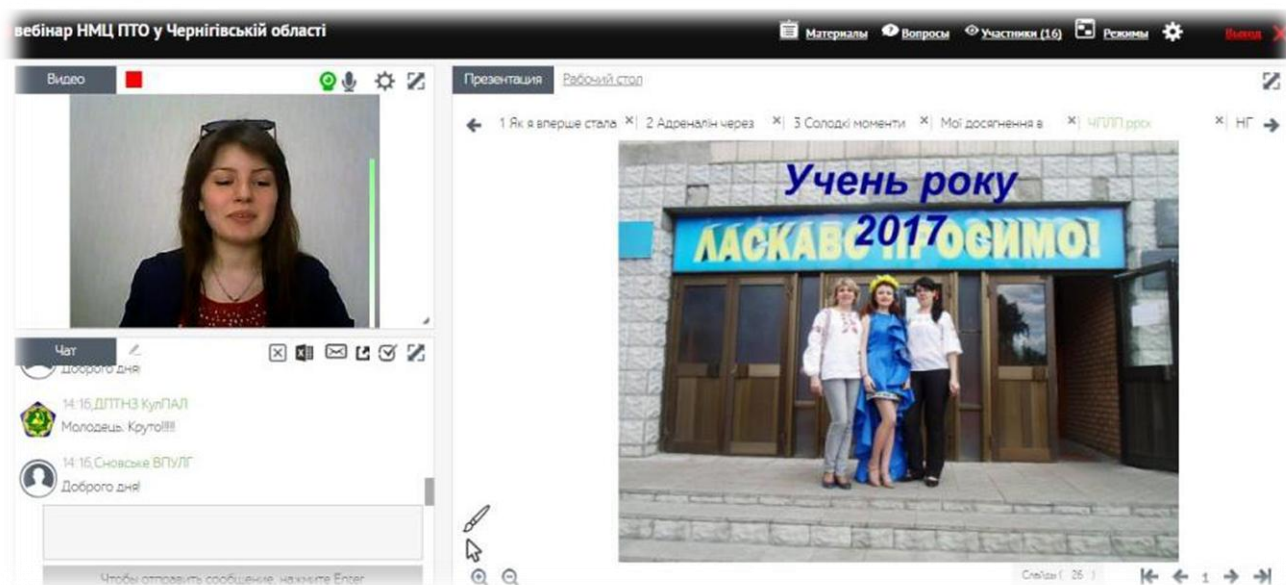 вебінар НМЦ ПТО у Чернігівській області
Материалы
Вопросы
Участники (16)
Режимы
Выход
Видео
Презентация
Рабочий стол
1 Як я вперше стала
2 Адреналін через
3 Солодкі моменти
Мої досягнення в
ЧПЛП.pptx
НГ
Учень року
2017
ЛАСКАВО ПРОСИМО!
Чат
Доброго дня!
14:16, ДПТНЗ КулПАЛ
Молодець. Круто!!!!!
14:16, Сновське ВПУЛГ
Доброго дня!
Чтобы отправить сообщение, нажмите Enter
Слайды ( 26 )
1